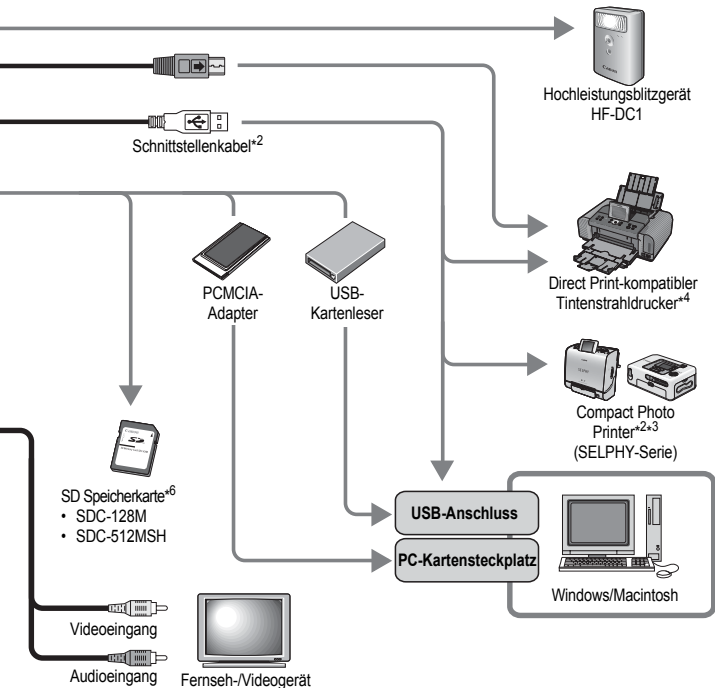 Hochleistungsblitzgerät
HF-DC1
Schnittstellenkabel*2
Direct Print-kompatibler
Tintenstrahldrucker*4
PCMCIA-
Adapter
USB-
Kartenleser
Compact Photo
Printer*2*3
(SELPHY-Serie)
SD Speicherkarte*6
• SDC-128M
• SDC-512MSH
USB-Anschluss
PC-Kartensteckplatz
Windows/Macintosh
Videoeingang
Audioeingang
Fernseh-/Videogerät